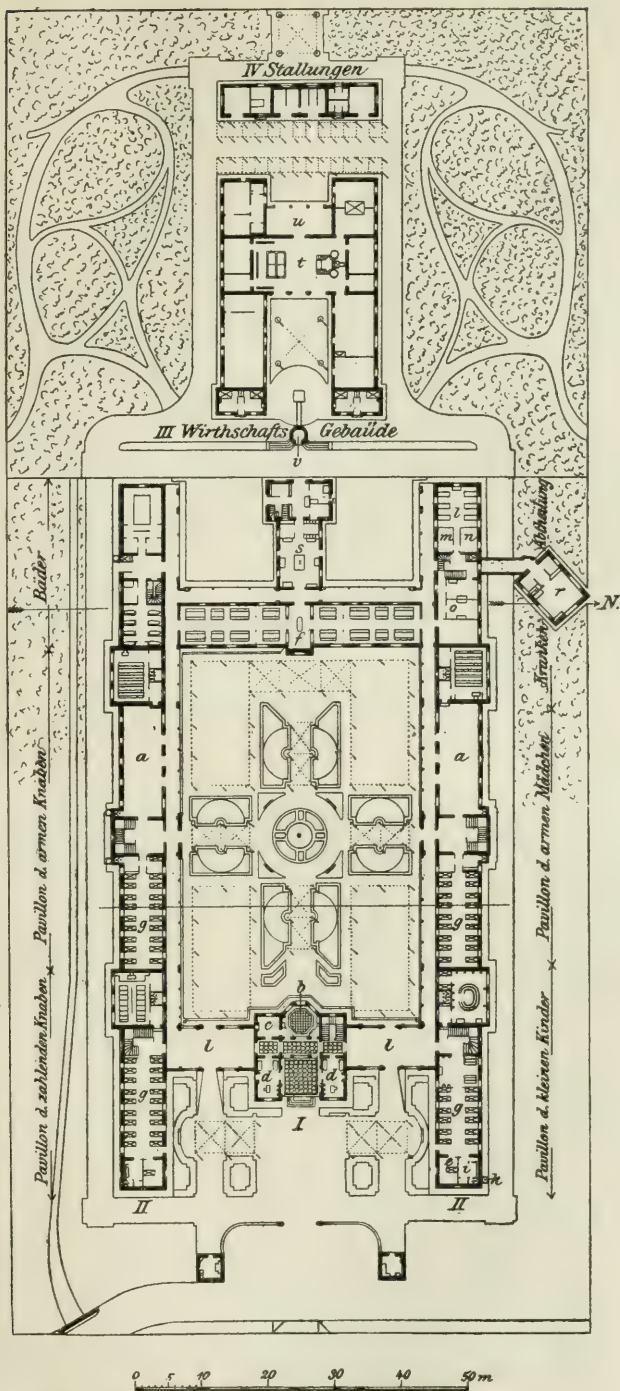 IV Stallungen
u
t
III Wirthschafts Gebäude
v
l
m n
s
o
r
N.
f
Bäder
Kranken Abtheilung
a
a
Pavillon d. armen Knaben
Pavillon d. armen Mädchen
g
g
b
c
l
l
d
d
I
g
g
Pavillon d. zahlenden Knaben
Pavillon d. kleinen Kinder
e
i
k
II
II
0 5 10 20 30 40 50 m